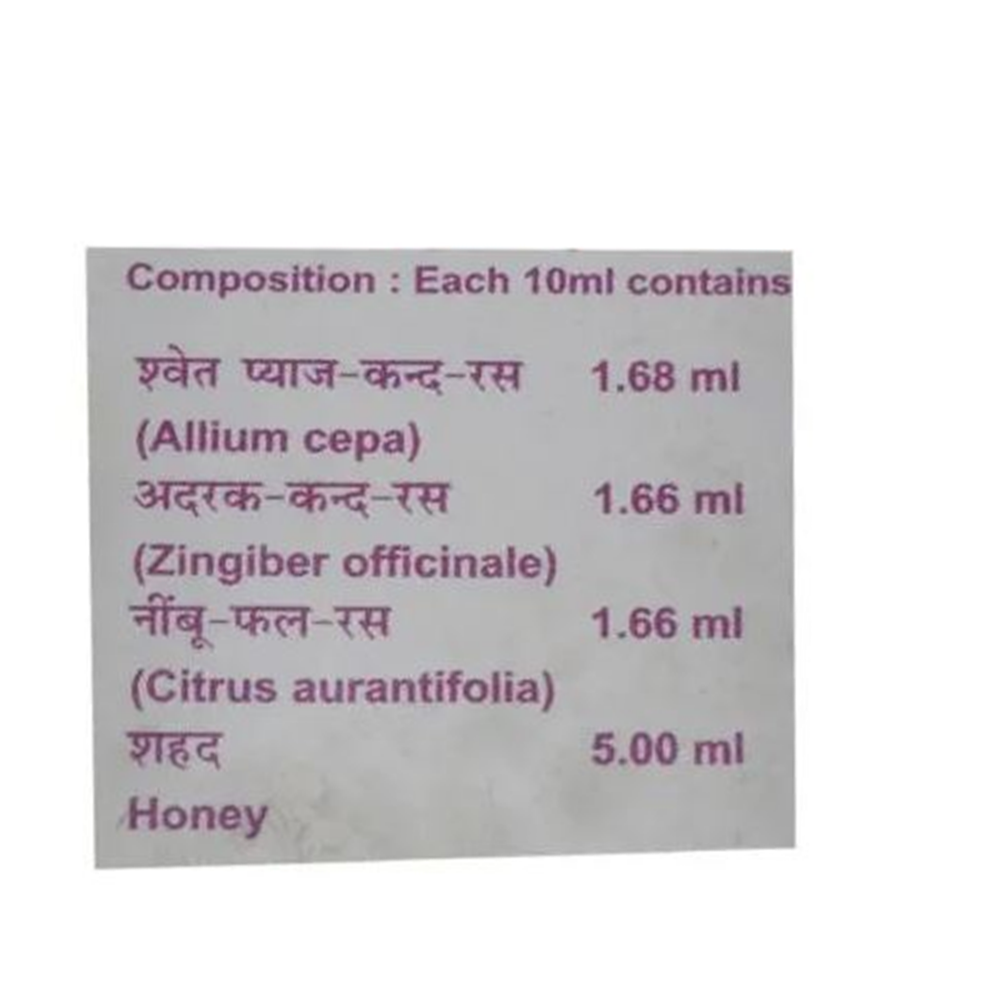 Composition : Each 10ml contains
श्वेत प्याज-कन्द-रस 1.68 ml
(Allium cepa)
अदरक-कन्द-रस 1.66 ml
(Zingiber officinale)
नींबू-फल-रस 1.66 ml
(Citrus aurantifolia)
शहद 5.00 ml
Honey